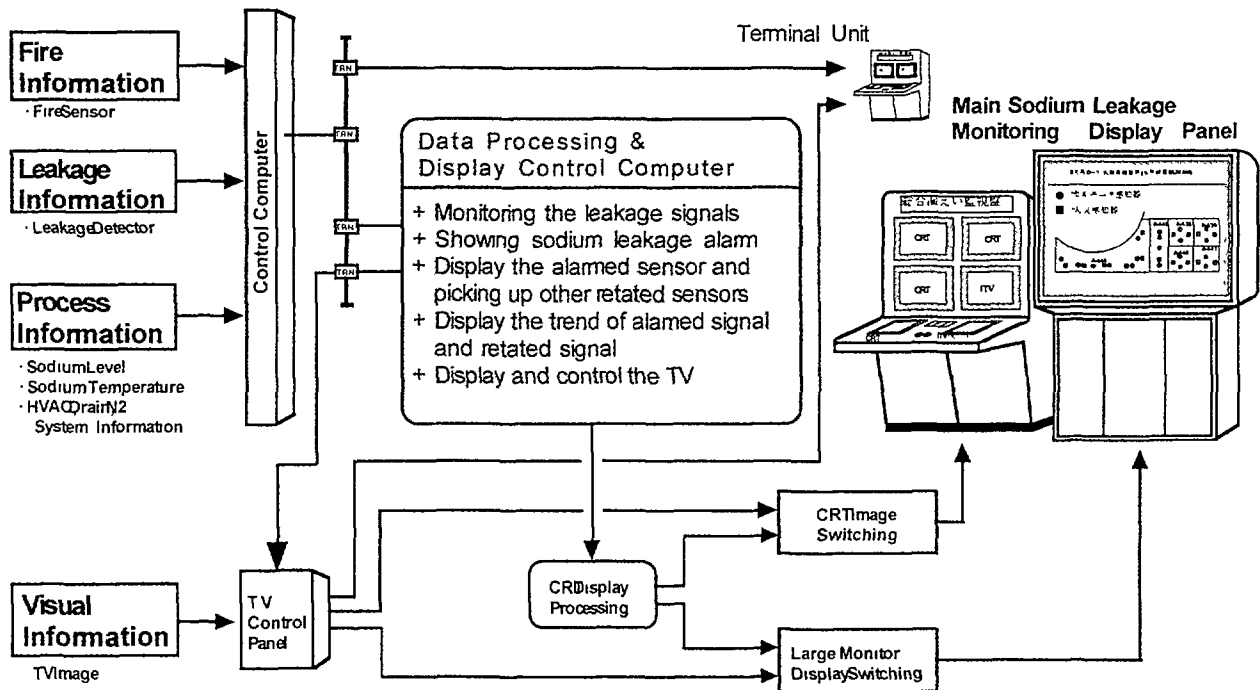 Fire
Information
· FireSensor
Leakage
Information
· LeakageDetector
Process
Information
· SodiumLevel
· SodiumTemperature
· HVAC,Drain,N2
System Information
Visual
Information
TVImage
Control Computer
TV
Control
Panel
Data Processing &
Display Control Computer
+ Monitoring the leakage signals
+ Showing sodium leakage alarm
+ Display the alarmed sensor and
picking up other retated sensors
+ Display the trend of alamed signal
and retated signal
+ Display and control the TV
CRDisplay
Processing
CRTImage
Switching
Large Monitor
DisplaySwitching
Terminal Unit
Main Sodium Leakage
Monitoring Display Panel
CRT
CRT
CRT
ITV
CRT